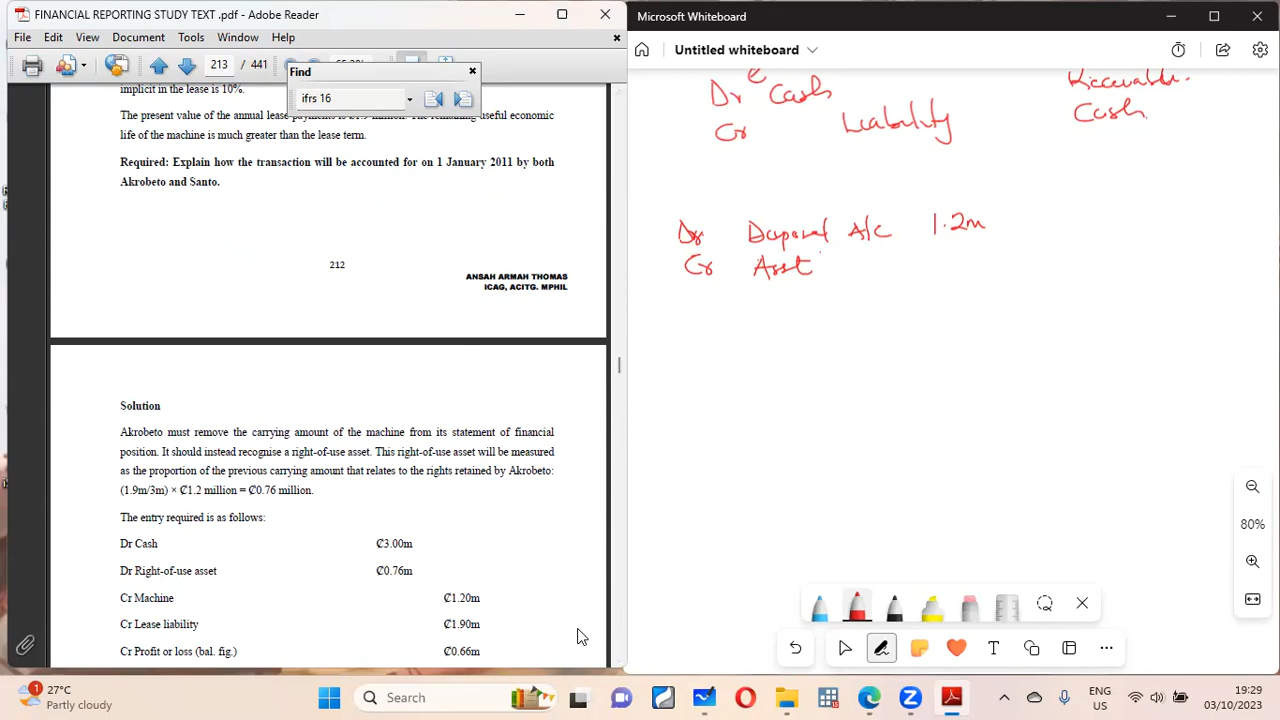 FINANCIAL REPORTING STUDY TEXT .pdf - Adobe Reader
File Edit View Document Tools Window Help
213 / 441
Find
ifrs 16
implicit in the lease is 10%.
The present value of the annual lease payments is
useful economic
life of the machine is much greater than the lease term.
Required: Explain how the transaction will be accounted for on 1 January 2011 by both
Akrobeto and Santo.
212
ANSAH ARMAH THOMAS
ICAG, ACITG. MPHIL
Solution
Akrobeto must remove the carrying amount of the machine from its statement of financial
position. It should instead recognise a right-of-use asset. This right-of-use asset will be measured
as the proportion of the previous carrying amount that relates to the rights retained by Akrobeto:
(1.9m/3m) × ₵1.2 million = ₵0.76 million.
The entry required is as follows:
Dr Cash ₵3.00m
Dr Right-of-use asset ₵0.76m
Cr Machine ₵1.20m
Cr Lease liability ₵1.90m
Cr Profit or loss (bal. fig.) ₵0.66m
Microsoft Whiteboard
Untitled whiteboard
Receivable.
Dr Cash
Cash
Cr Liability
Dr Disposal A/C 1.2m
Cr Asset
80%
1
27°C
Partly cloudy
Search
ENG
US
19:29
03/10/2023